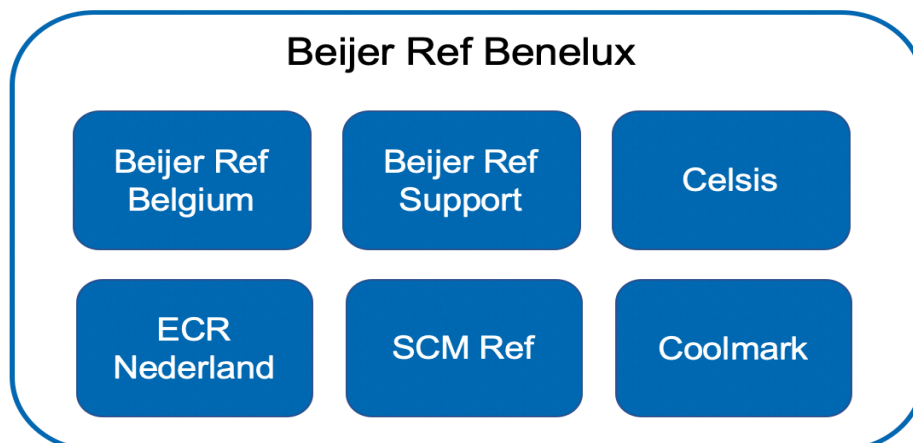 Beijer Ref Benelux
Beijer Ref
Belgium
Beijer Ref
Support
Celsis
ECR
Nederland
SCM Ref
Coolmark